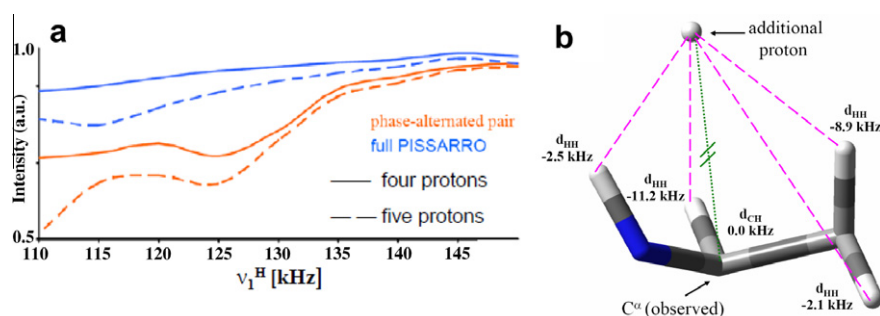 a
1.0
Intensity (a.u.)
0.5
phase-alternated pair
full PISSARRO
four protons
five protons
110 115 120 125 130 135 140 145
ν₁ᴴ [kHz]
b
additional
proton
dHH
-8.9 kHz
dHH
-2.5 kHz
dHH
-11.2 kHz
dCH
0.0 kHz
dHH
-2.1 kHz
Cᵅ (observed)